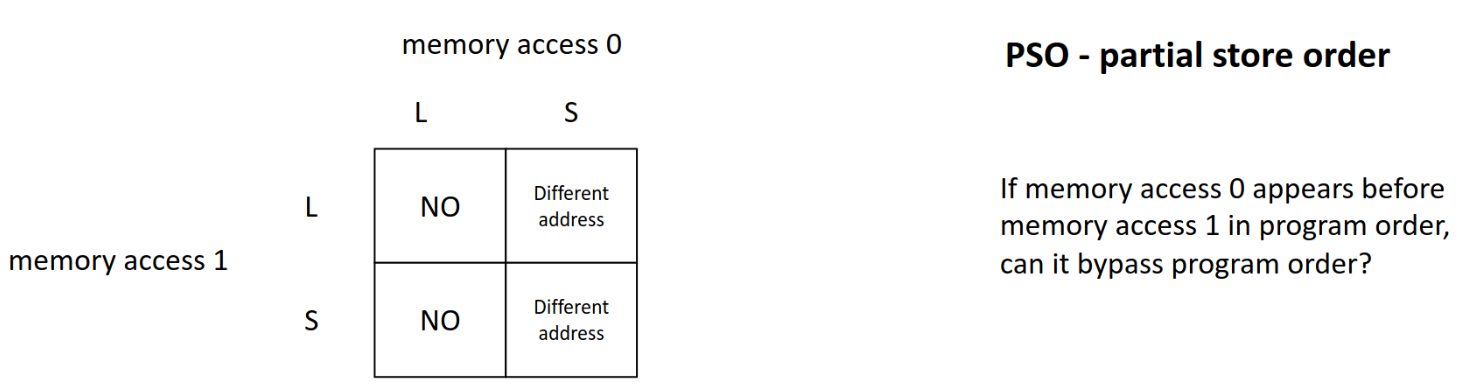 memory access 0
PSO - partial store order
L
S
L
NO
Different
address
memory access 1
S
NO
Different
address
If memory access 0 appears before
memory access 1 in program order,
can it bypass program order?